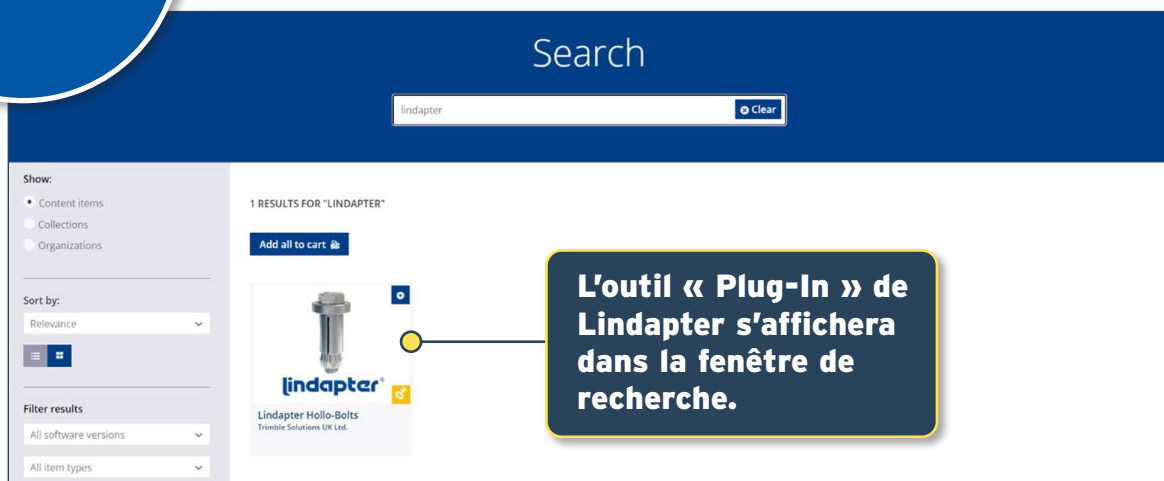 Search
lindapter
Clear
Show:
Content items
Collections
Organizations
Sort by:
Relevance
Filter results
All software versions
All item types
1 RESULTS FOR "LINDAPTER"
Add all to cart
lindapter®
Lindapter Hollo-Bolts
Trimble Solutions UK Ltd.
L’outil « Plug-In » de
Lindapter s’affichera
dans la fenêtre de
recherche.